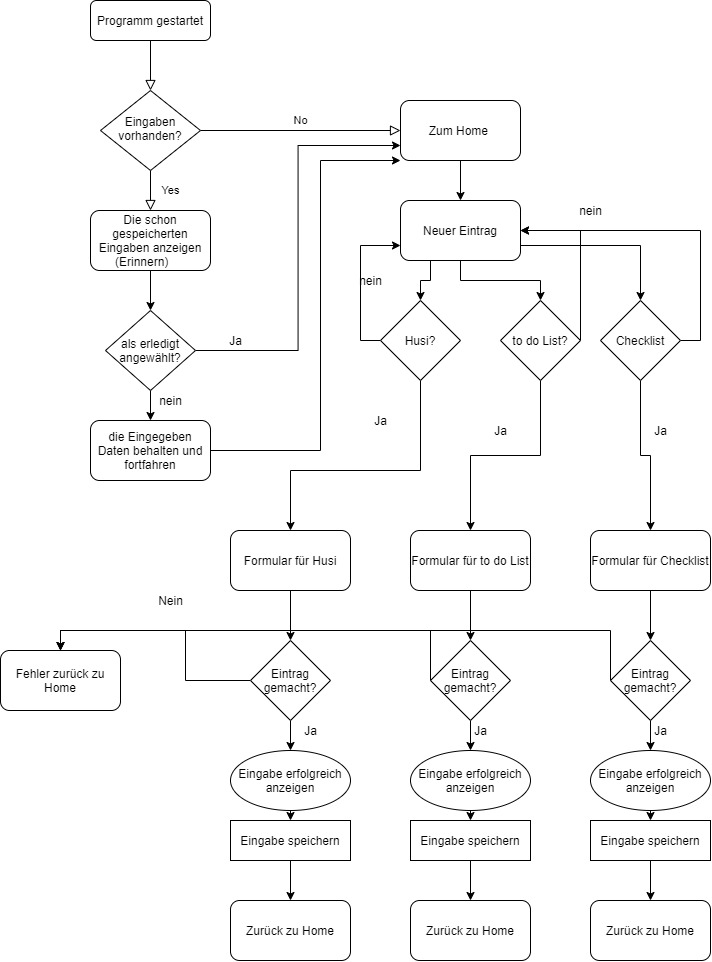 Programm gestartet
Eingaben
vorhanden?
No
Zum Home
Yes
Die schon
gespeicherten
Eingaben anzeigen
(Erinnern)
Neuer Eintrag
nein
nein
als erledigt
angewählt?
Ja
Husi?
to do List?
Checklist
nein
die Eingegeben
Daten behalten und
fortfahren
Ja
Ja
Ja
Formular für Husi
Formular für to do List
Formular für Checklist
Nein
Fehler zurück zu
Home
Eintrag
gemacht?
Eintrag
gemacht?
Eintrag
gemacht?
Ja
Ja
Ja
Eingabe erfolgreich
anzeigen
Eingabe erfolgreich
anzeigen
Eingabe erfolgreich
anzeigen
Eingabe speichern
Eingabe speichern
Eingabe speichern
Zurück zu Home
Zurück zu Home
Zurück zu Home